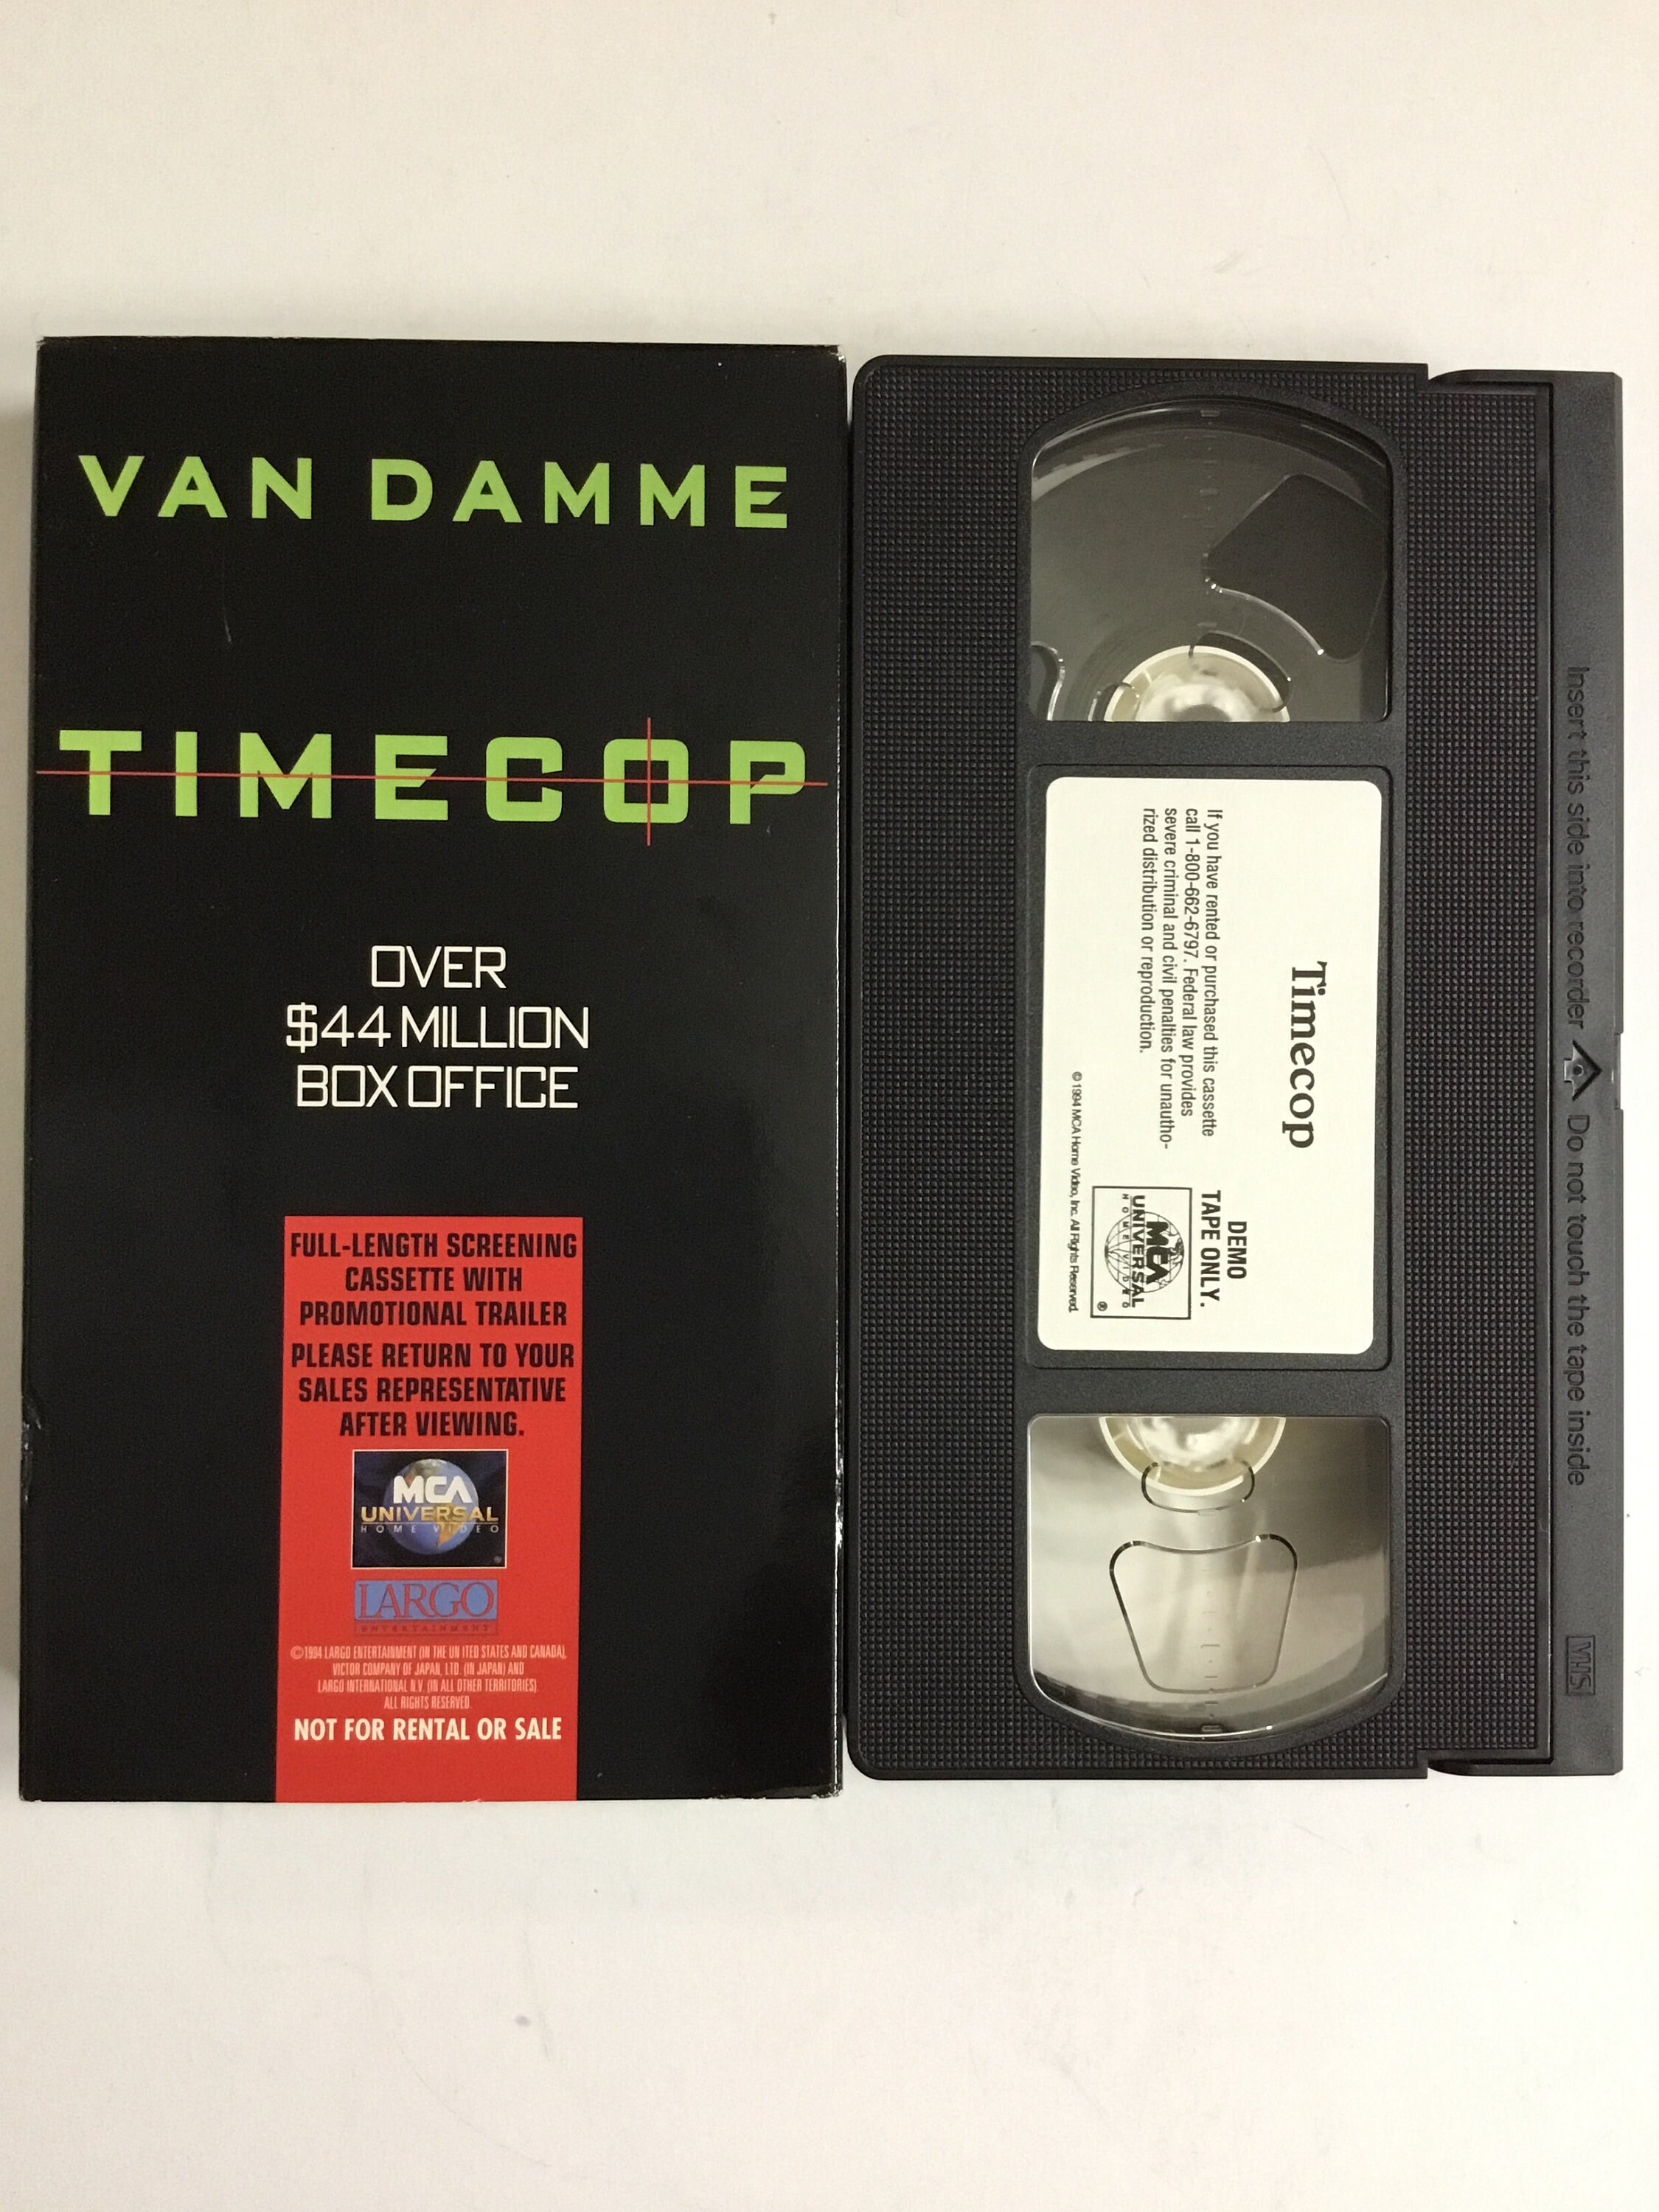 VAN DAMME
TIMECOP
OVER
$44 MILLION
BOX OFFICE
FULL-LENGTH SCREENING
CASSETTE WITH
PROMOTIONAL TRAILER
PLEASE RETURN TO YOUR
SALES REPRESENTATIVE
AFTER VIEWING.
MCA
UNIVERSAL
HOME VIDEO
LARGO
ENTERTAINMENT
©1994 LARGO ENTERTAINMENT (IN THE UNITED STATES AND CANADA),
VICTOR COMPANY OF JAPAN, LTD. (IN JAPAN) AND
LARGO INTERNATIONAL N.V. (IN ALL OTHER TERRITORIES)
ALL RIGHTS RESERVED
NOT FOR RENTAL OR SALE
Timecop
If you have rented or purchased this cassette
call 1-800-662-6797. Federal law provides
severe criminal and civil penalties for unautho-
rized distribution or reproduction.
DEMO
TAPE ONLY.
MCA
UNIVERSAL
HOME VIDEO
®
©1994 MCA Home Video, Inc. All Rights Reserved.
Insert this side into recorder
Do not touch the tape inside
VHS